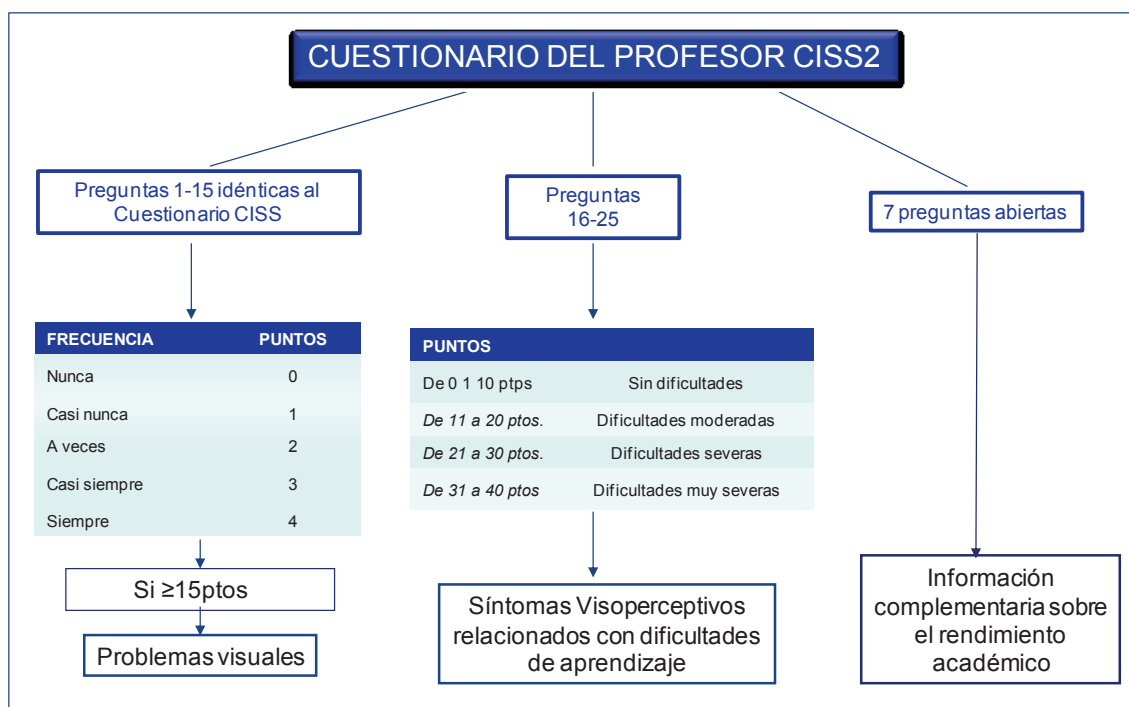 CUESTIONARIO DEL PROFESOR CISS2
Preguntas 1-15 idénticas al
Cuestionario CISS
Preguntas
16-25
7 preguntas abiertas
FRECUENCIA PUNTOS
Nunca 0
Casi nunca 1
A veces 2
Casi siempre 3
Siempre 4
PUNTOS
De 0 1 10 ptps Sin dificultades
De 11 a 20 ptos. Dificultades moderadas
De 21 a 30 ptos. Dificultades severas
De 31 a 40 ptos Dificultades muy severas
Si ≥15ptos
Problemas visuales
Síntomas Visoperceptivos
relacionados con dificultades
de aprendizaje
Información
complementaria sobre
el rendimiento
académico